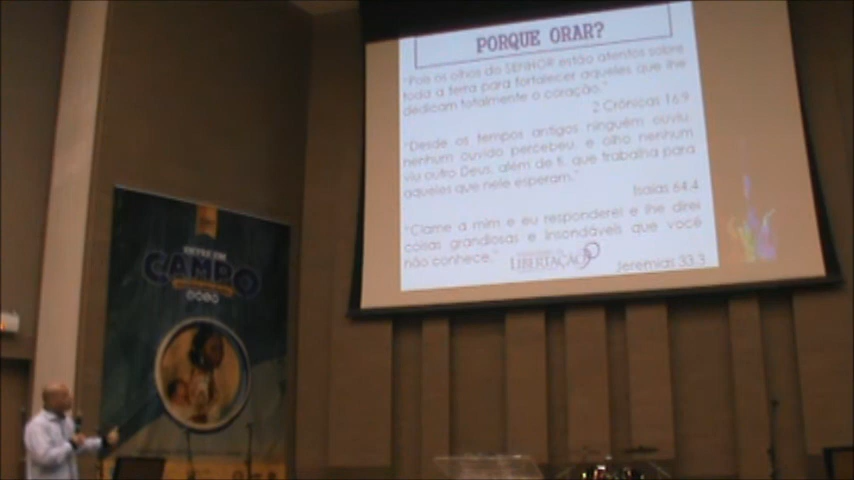 PORQUE ORAR?
"Pois os olhos do SENHOR estão atentos sobre
toda a terra para fortalecer aqueles que lhe
dedicam totalmente o coração."
2 Crônicas 16:9
"Desde os tempos antigos ninguém ouviu,
nenhum ouvido percebeu, e olho nenhum
viu outro Deus, além de ti, que trabalha para
aqueles que nele esperam."
Isaías 64.4
"Clame a mim e eu responderei e lhe direi
coisas grandiosas e insondáveis que você
não conhece."
LIBERTAÇÃO
Jeremias 33.3
ENTRE EM
CAMPO